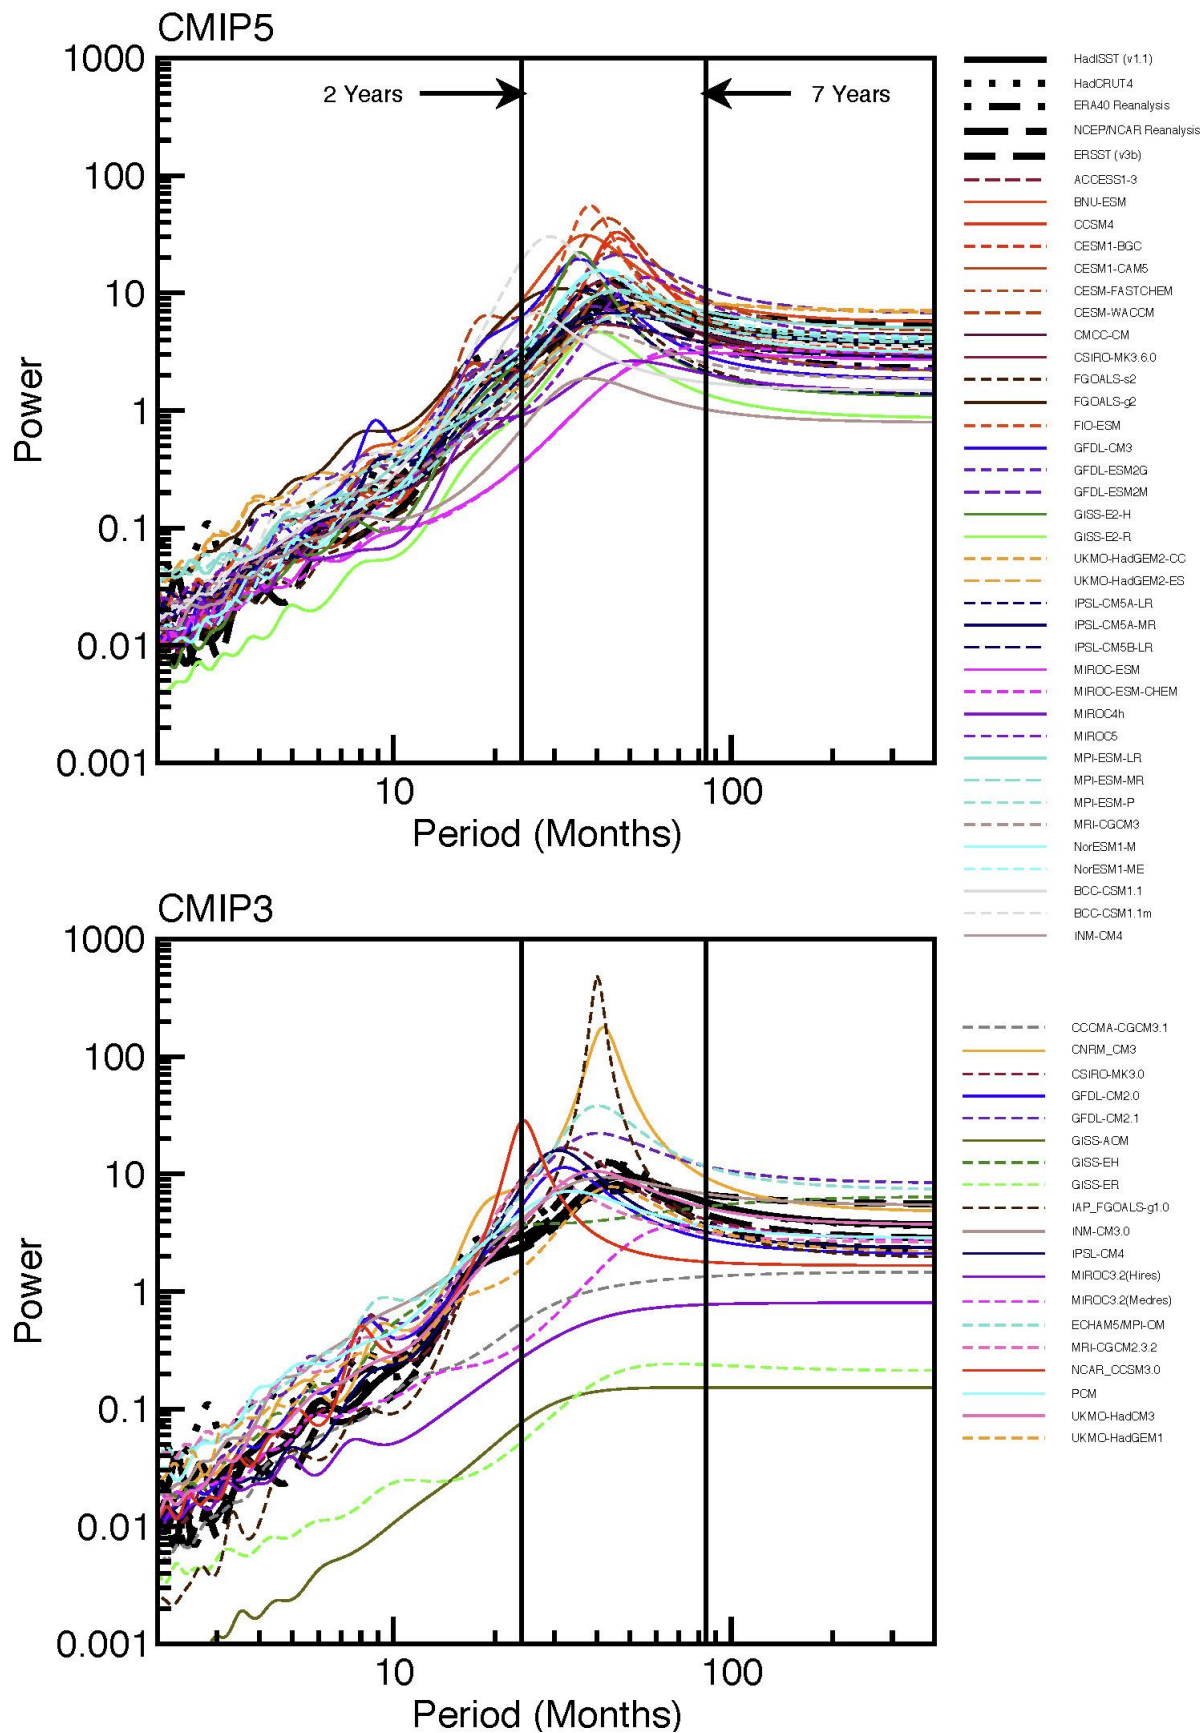 CMIP5
1000
100
10
1
0.1
0.01
0.001
Power
2 Years
7 Years
10
100
Period (Months)
HadISST (v1.1)
HadCRUT4
ERA40 Reanalysis
NCEP/NCAR Reanalysis
ERSST (v3b)
ACCESS1-3
BNU-ESM
CCSM4
CESM1-BGC
CESM1-CAM5
CESM-FASTCHEM
CESM-WACCM
CMCC-CM
CSIRO-MK3.6.0
FGOALS-s2
FGOALS-g2
FIO-ESM
GFDL-CM3
GFDL-ESM2G
GFDL-ESM2M
GISS-E2-H
GISS-E2-R
UKMO-HadGEM2-CC
UKMO-HadGEM2-ES
IPSL-CM5A-LR
IPSL-CM5A-MR
IPSL-CM5B-LR
MIROC-ESM
MIROC-ESM-CHEM
MIROC4h
MIROC5
MPI-ESM-LR
MPI-ESM-MR
MPI-ESM-P
MRI-CGCM3
NorESM1-M
NorESM1-ME
BCC-CSM1.1
BCC-CSM1.1m
INM-CM4
CMIP3
1000
100
10
1
0.1
0.01
0.001
Power
10
100
Period (Months)
CCCMA-CGCM3.1
CNRM_CM3
CSIRO-MK3.0
GFDL-CM2.0
GFDL-CM2.1
GISS-AOM
GISS-EH
GISS-ER
IAP_FGOALS-g1.0
INM-CM3.0
IPSL-CM4
MIROC3.2(Hires)
MIROC3.2(Medres)
ECHAM5/MPI-OM
MRI-CGCM2.3.2
NCAR_CCSM3.0
PCM
UKMO-HadCM3
UKMO-HadGEM1